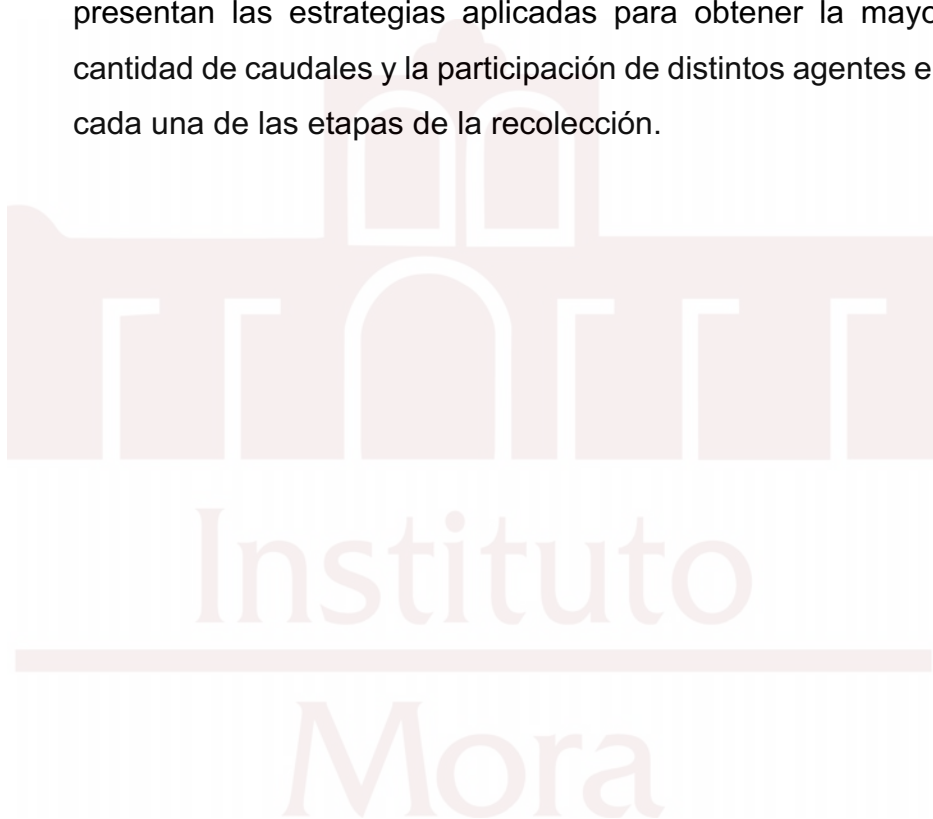 presentan las estrategias aplicadas para obtener la mayo
cantidad de caudales y la participación de distintos agentes e
cada una de las etapas de la recolección.
Instituto
Mora